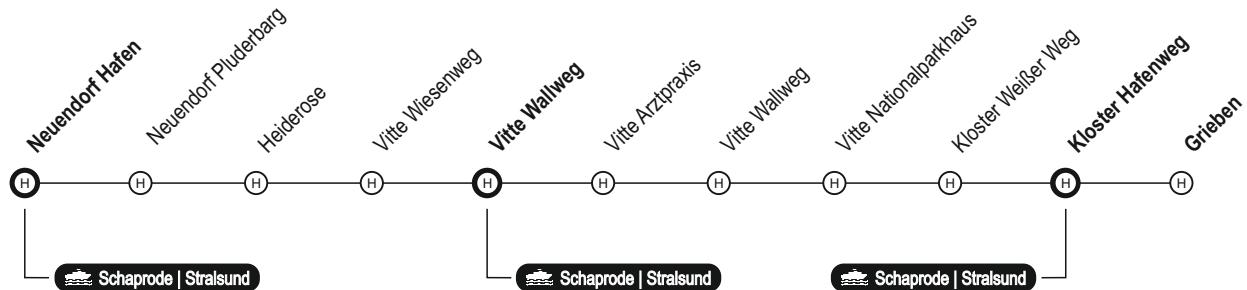 Neuendorf Hafen
Neuendorf Pluderbarg
Heiderose
Vitte Wiesenweg
Vitte Wallweg
Vitte Arztpraxis
Vitte Wallweg
Vitte Nationalparkhaus
Kloster Weißer Weg
Kloster Hafenweg
Grieben
H H H H H H H H H H H
Schaprode | Stralsund
Schaprode | Stralsund
Schaprode | Stralsund